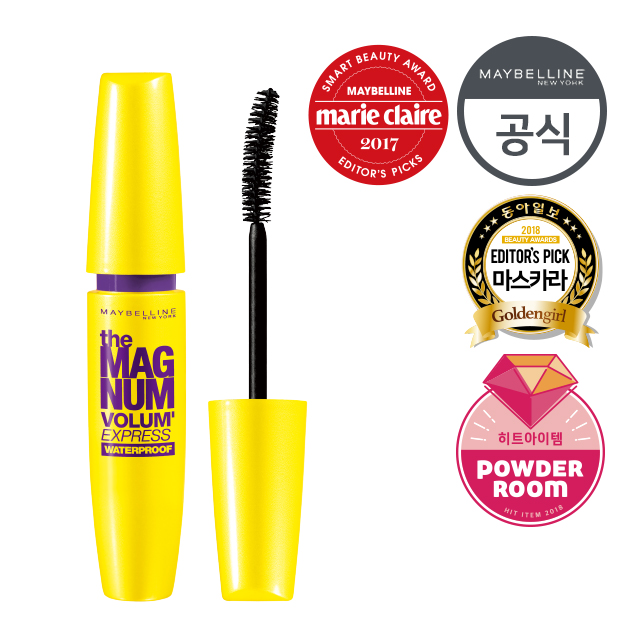 MAYBELLINE
NEW YORK
the
MAG
NUM
VOLUM'
EXPRESS
WATERPROOF
SMART BEAUTY AWARD
MAYBELLINE
marie claire
2017
EDITOR'S PICKS
MAYBELLINE
NEW YORK
공식
동아일보
2018
BEAUTY AWARDS
EDITOR'S PICK
마스카라
Goldengirl
히트아이템
POWDER
ROOM
HIT ITEM 2018